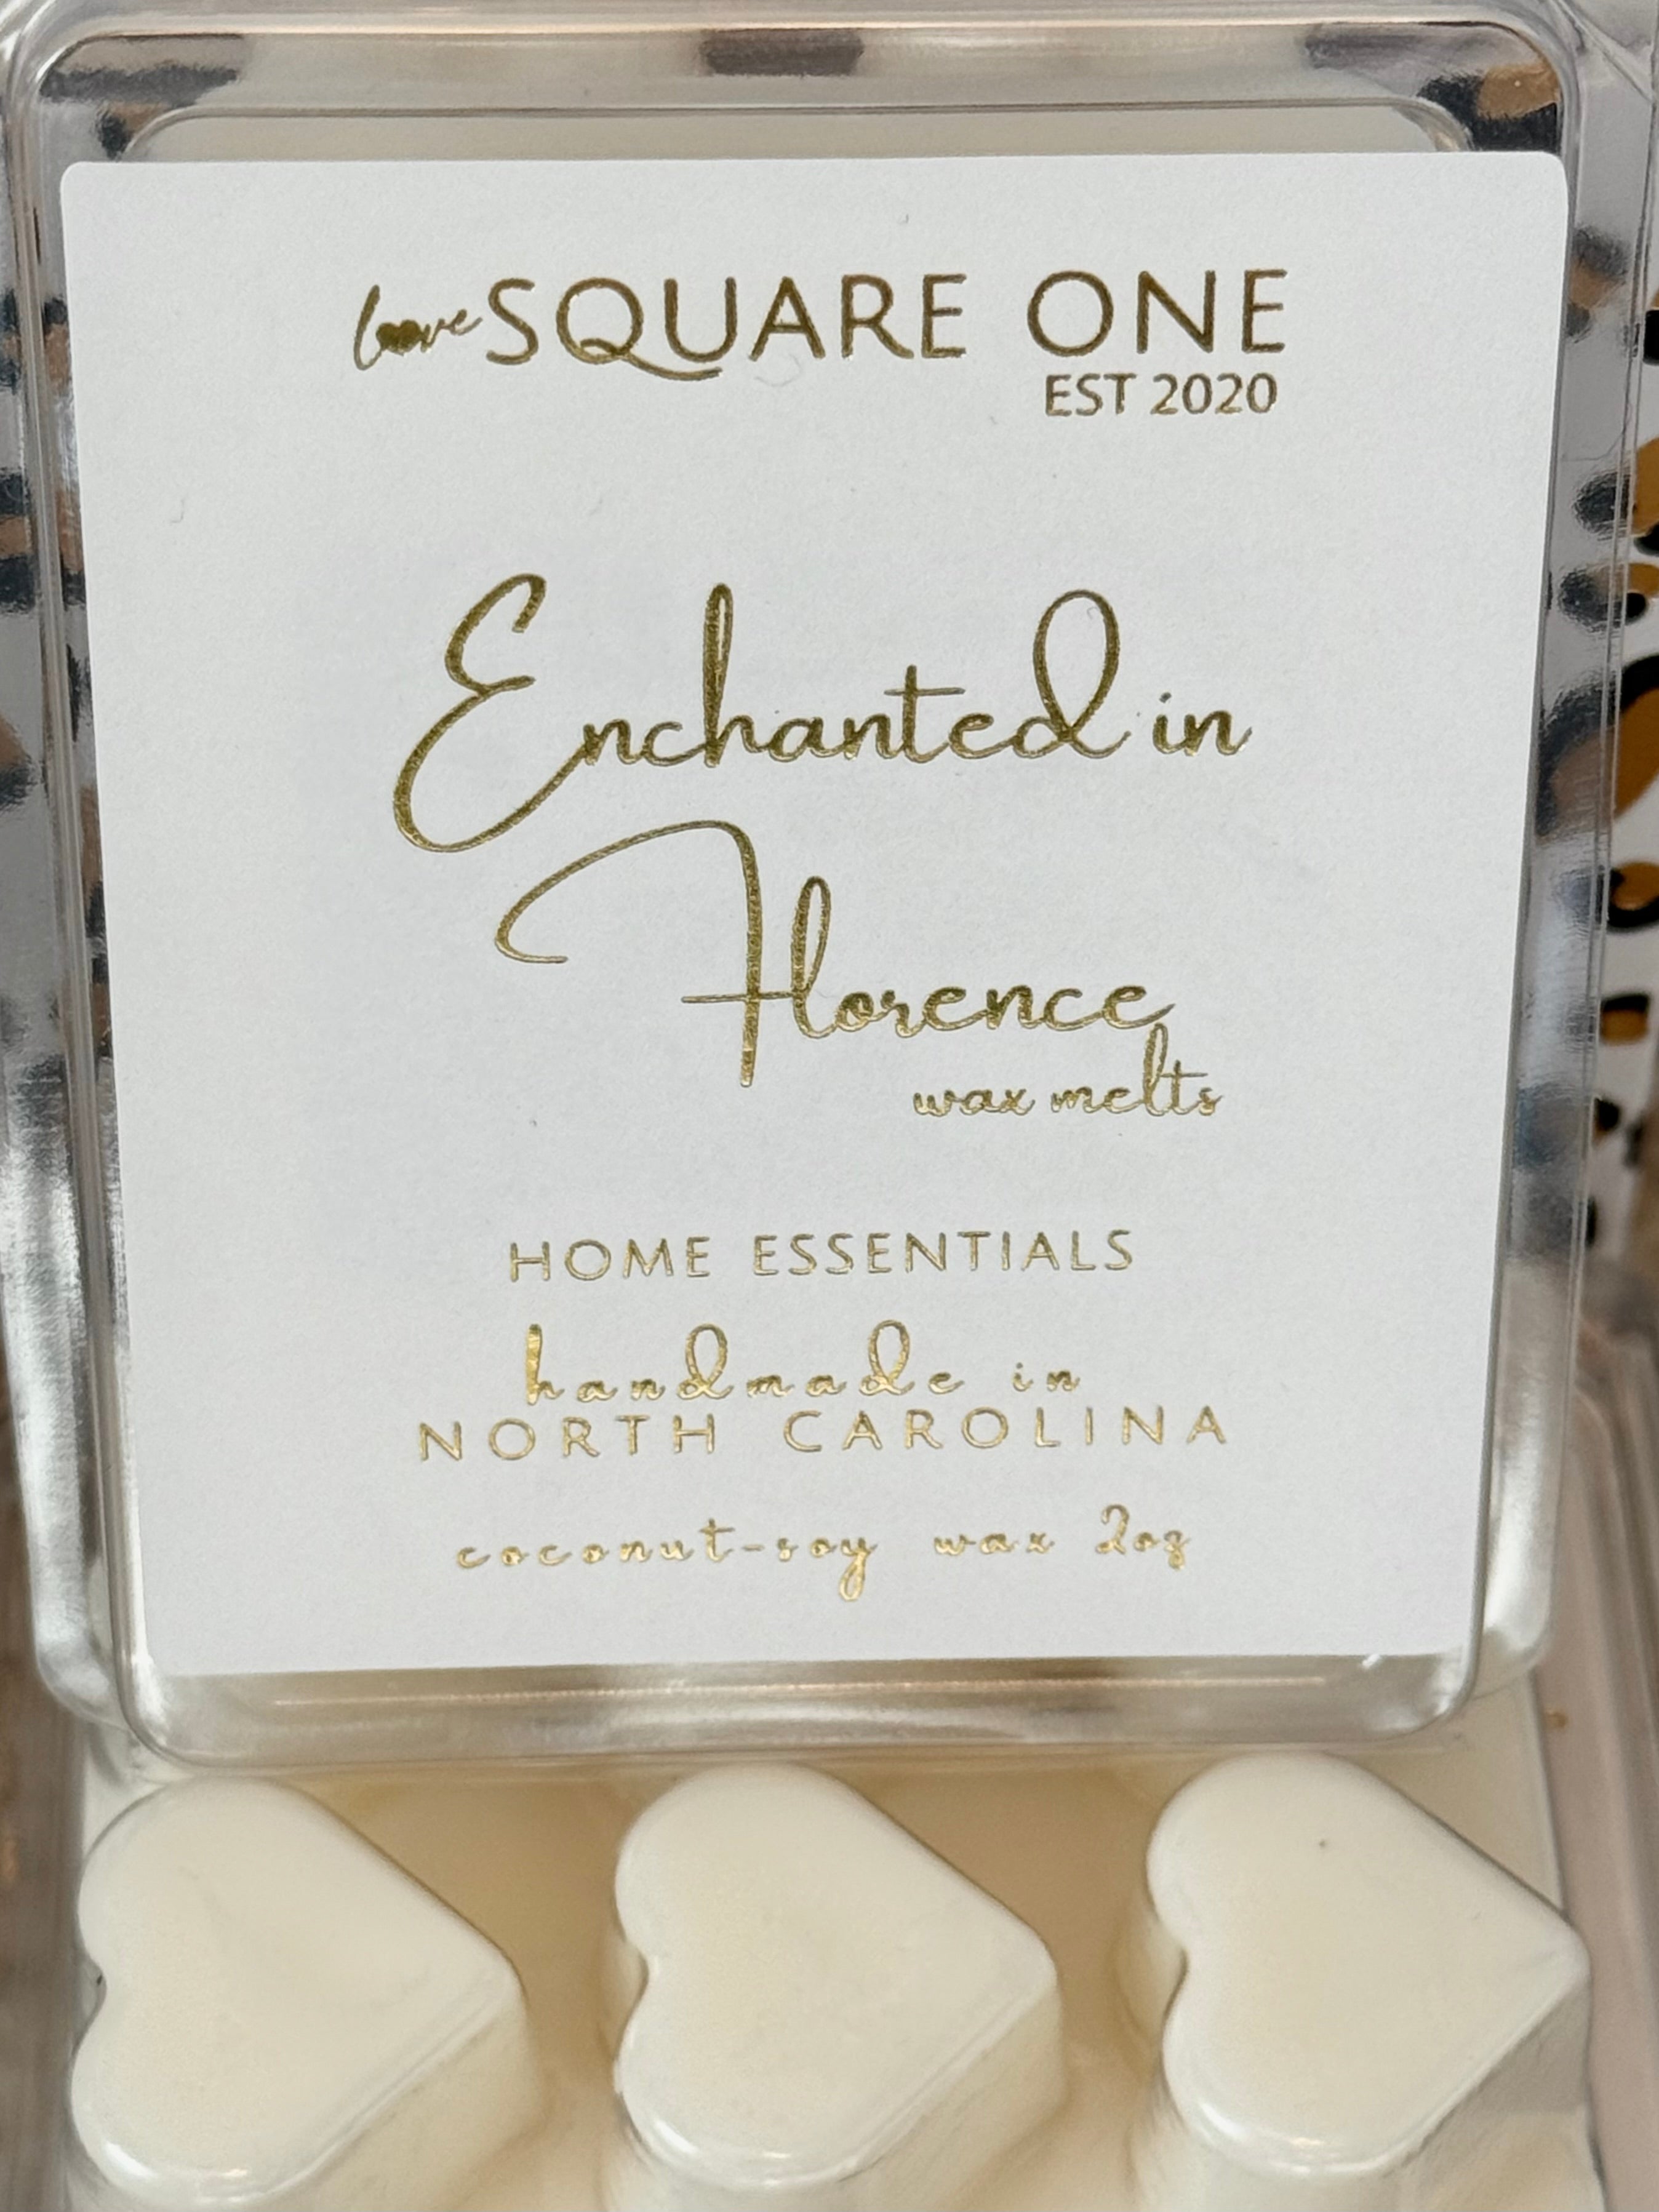 love SQUARE ONE
EST 2020
Enchanted in
Florence
wax melts
HOME ESSENTIALS
handmade in
NORTH CAROLINA
coconut-soy wax 2oz